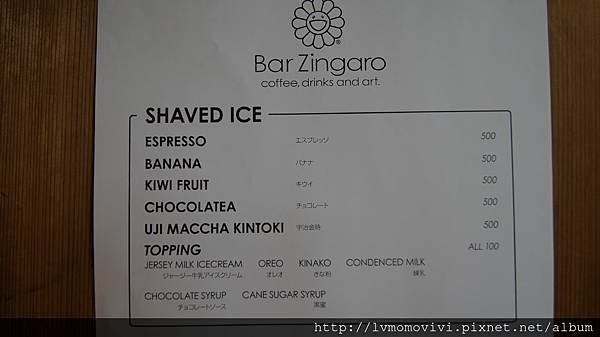 ®
Bar Zingaro
coffee, drinks and art.
SHAVED ICE
ESPRESSO エスプレッソ 500
BANANA バナナ 500
KIWI FRUIT キウイ 500
CHOCOLATEA チョコレート 500
UJI MACCHA KINTOKI 宇治金時 500
TOPPING ALL 100
JERSEY MILK ICECREAM OREO KINAKO CONDENCED MILK
ジャージー牛乳アイスクリーム オレオ きな粉 練乳
CHOCOLATE SYRUP CANE SUGAR SYRUP
チョコレートソース 黒蜜
http://lvmomovivi.pixnet.net/album